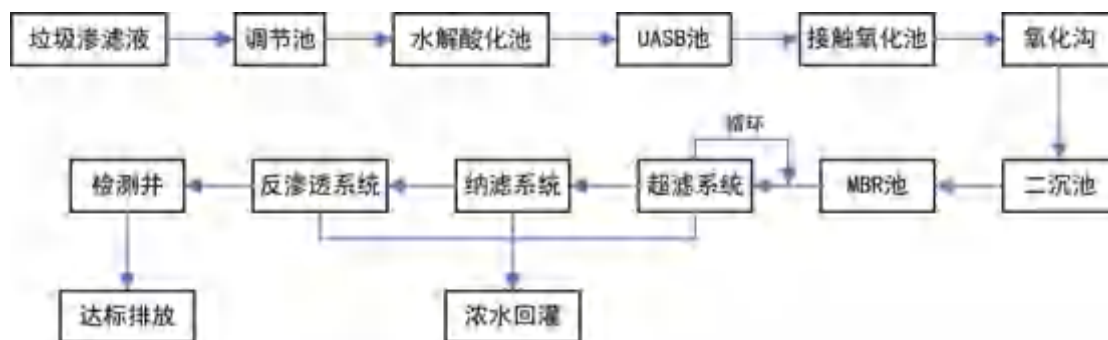 垃圾渗滤液
调节池
水解酸化池
UASB池
接触氧化池
氧化沟
循环
检测井
反渗透系统
纳滤系统
超滤系统
MBR池
二沉池
达标排放
浓水回灌